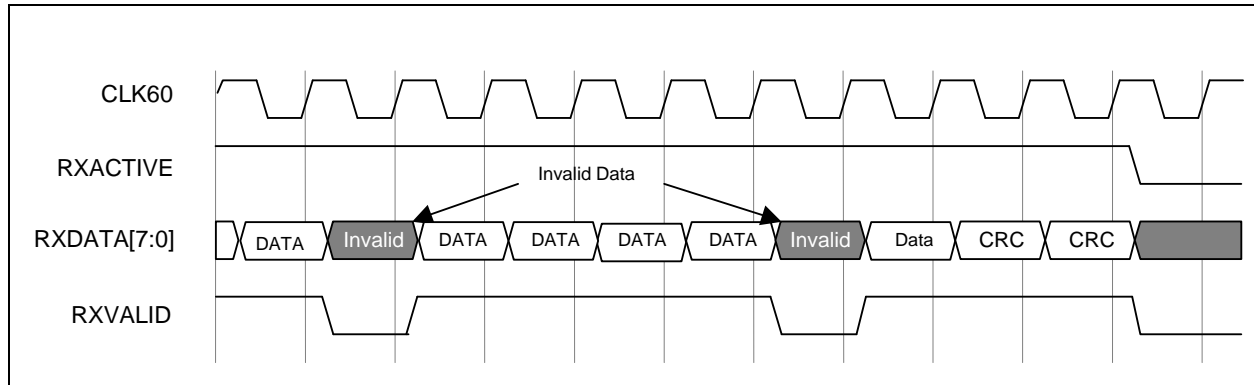 CLK60
RXACTIVE
Invalid Data
RXDATA[7:0]
DATA Invalid DATA DATA DATA DATA Invalid Data CRC CRC
RXVALID